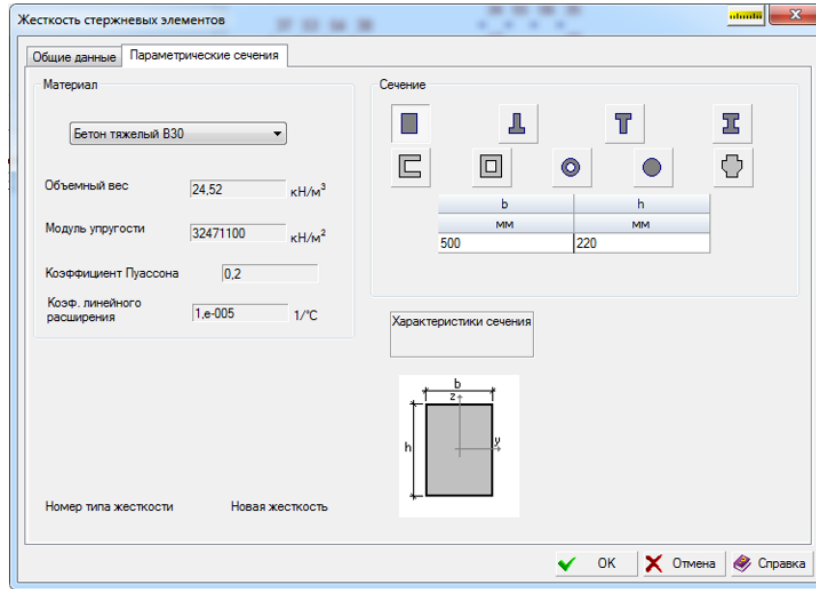 Жесткость стержневых элементов
Общие данные
Параметрические сечения
Материал
Бетон тяжелый B30
Объемный вес
24,52
кН/м³
Модуль упругости
32471100
кН/м²
Коэффициент Пуассона
0,2
Коэф. линейного
расширения
1,e-005
1/°C
Сечение
b
h
мм
мм
500
220
Характеристики сечения
b
z
h
y
Номер типа жесткости
Новая жесткость
OK
Отмена
Справка